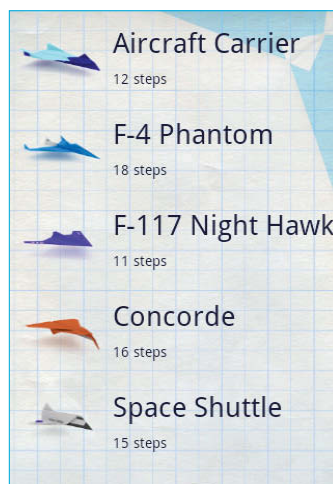 Aircraft Carrier
12 steps
F-4 Phantom
18 steps
F-117 Night Hawk
11 steps
Concorde
16 steps
Space Shuttle
15 steps